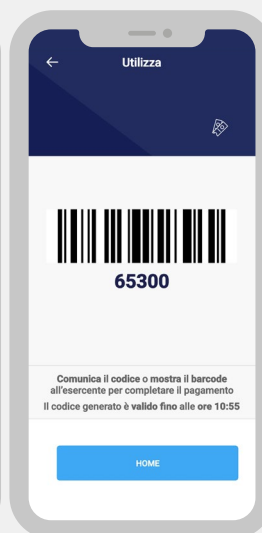 Utilizza
65300
Comunica il codice o mostra il barcode
all'esercente per completare il pagamento
Il codice generato è valido fino alle ore 10:55
HOME